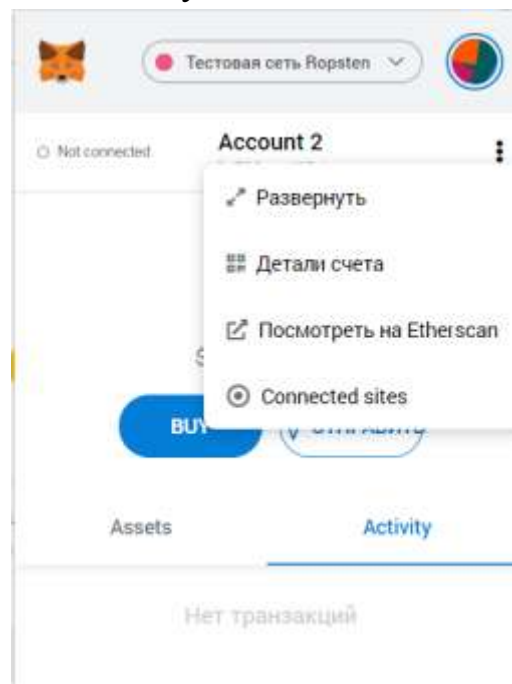 Тестовая сеть Ropsten
Not connected
Account 2
Развернуть
Детали счета
Посмотреть на Etherscan
Connected sites
BUY
ОТПРАВИТЬ
Assets
Activity
Нет транзакций